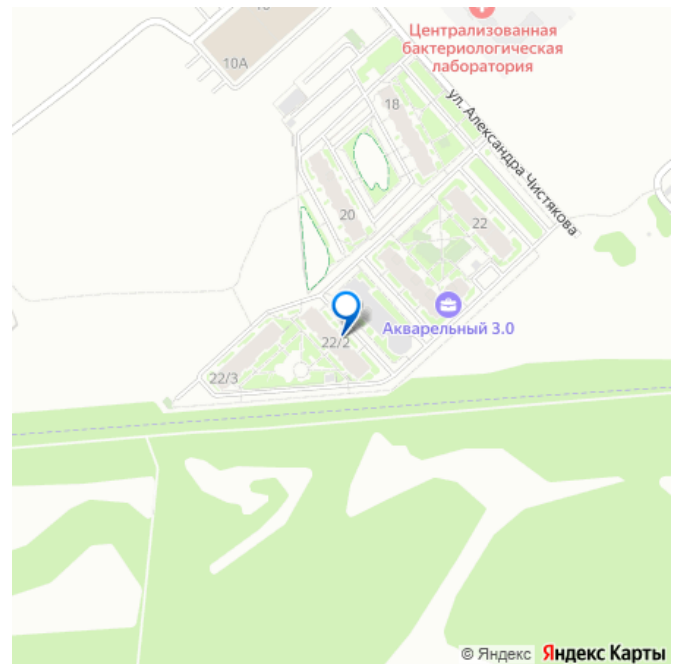 10
10А
Централизованная
бактериологическая
лаборатория
18
ул. Александра Чистякова
20
22
Акварельный 3.0
22/2
22/3
© Яндекс Яндекс Карты